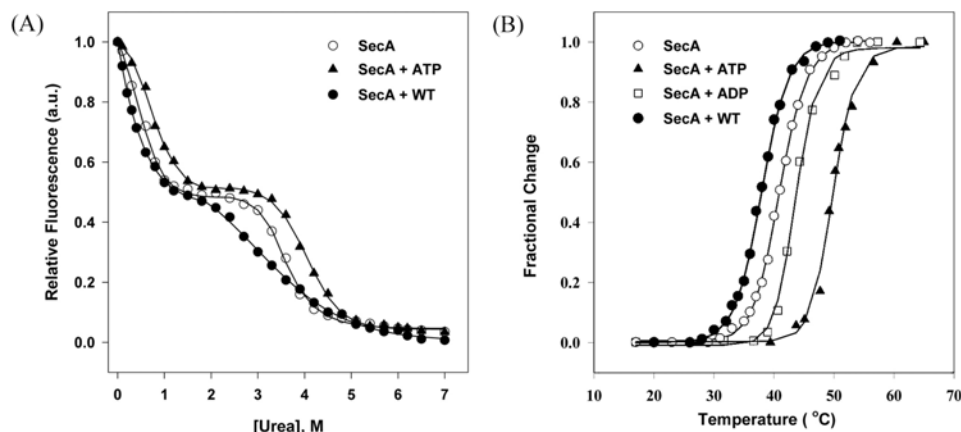 (A)
Relative Fluorescence (a.u.)
1.0
0.8
0.6
0.4
0.2
0.0
0 1 2 3 4 5 6 7
[Urea], M
SecA
SecA + ATP
SecA + WT
(B)
Fractional Change
1.0
0.8
0.6
0.4
0.2
0.0
10 20 30 40 50 60 70
Temperature ( °C)
SecA
SecA + ATP
SecA + ADP
SecA + WT